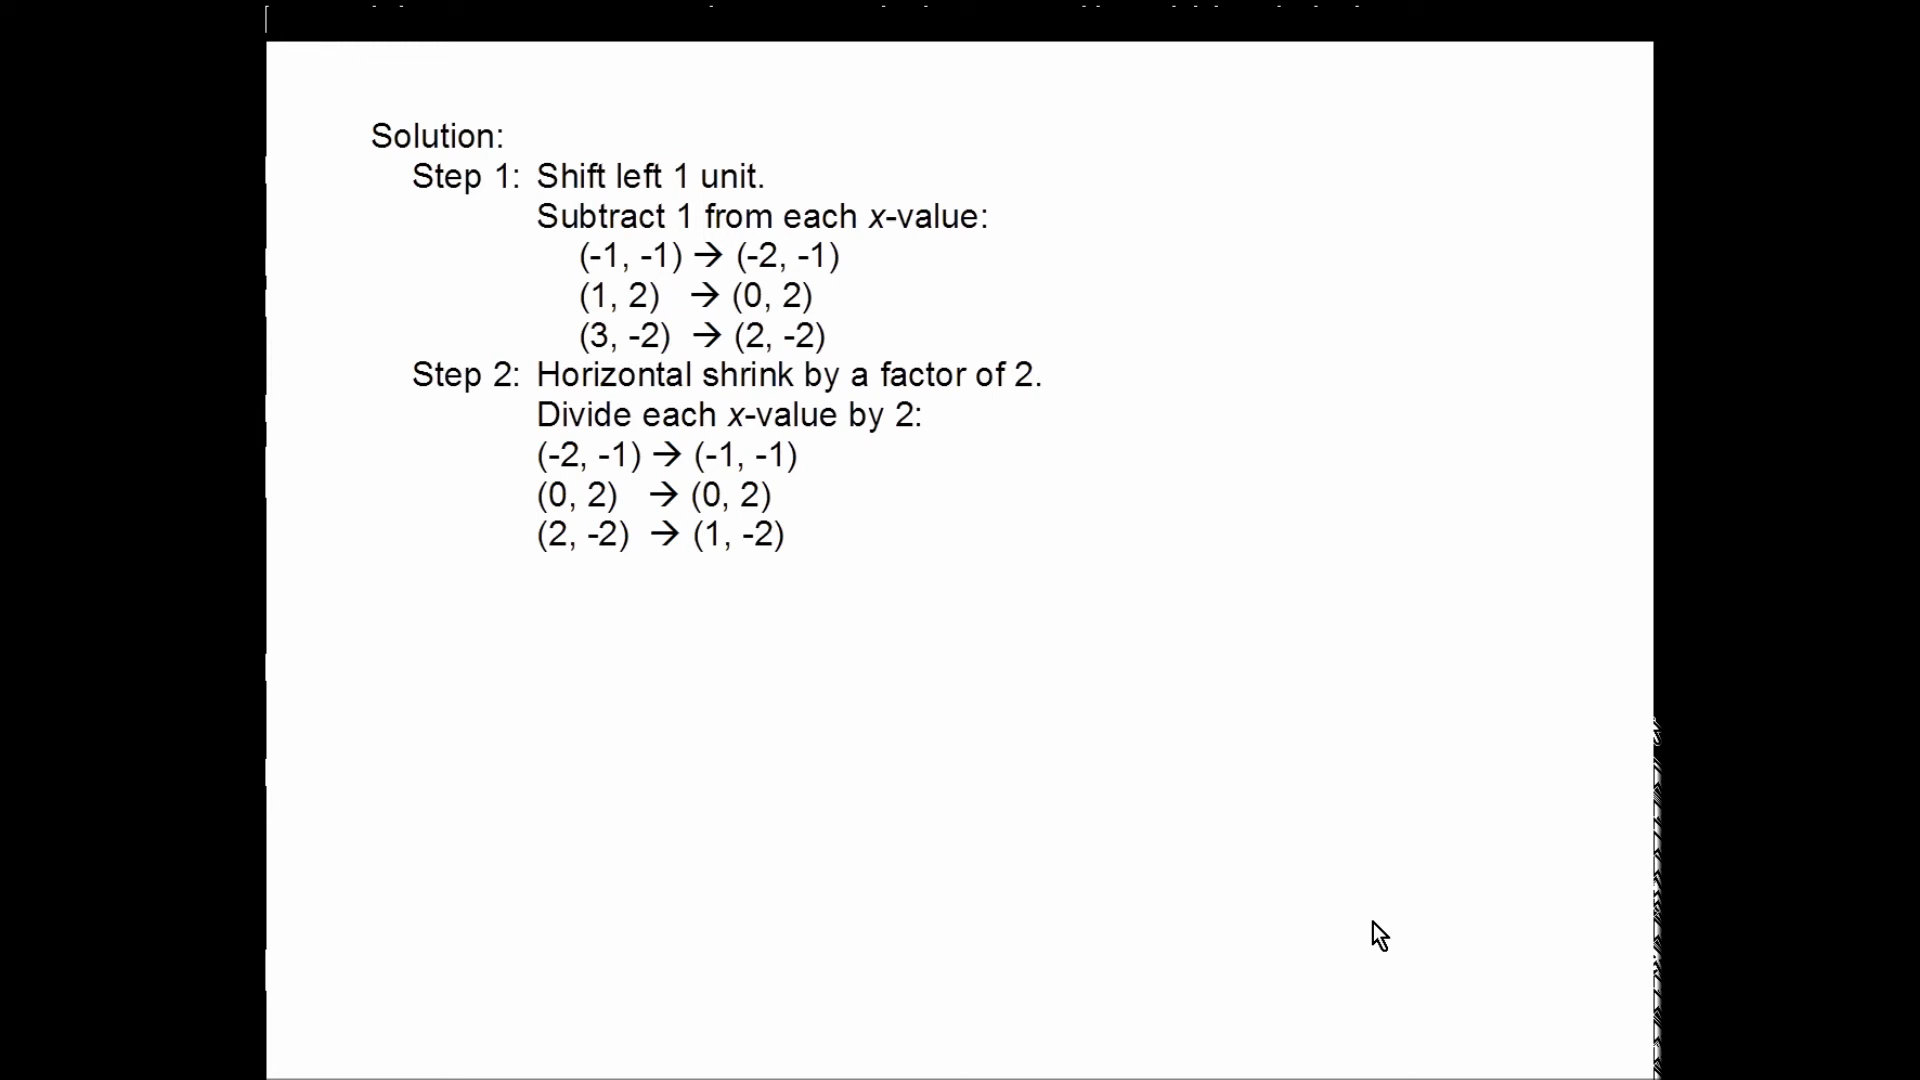 Solution:
Step 1: Shift left 1 unit.
Subtract 1 from each x-value:
(-1, -1) → (-2, -1)
(1, 2) → (0, 2)
(3, -2) → (2, -2)
Step 2: Horizontal shrink by a factor of 2.
Divide each x-value by 2:
(-2, -1) → (-1, -1)
(0, 2) → (0, 2)
(2, -2) → (1, -2)